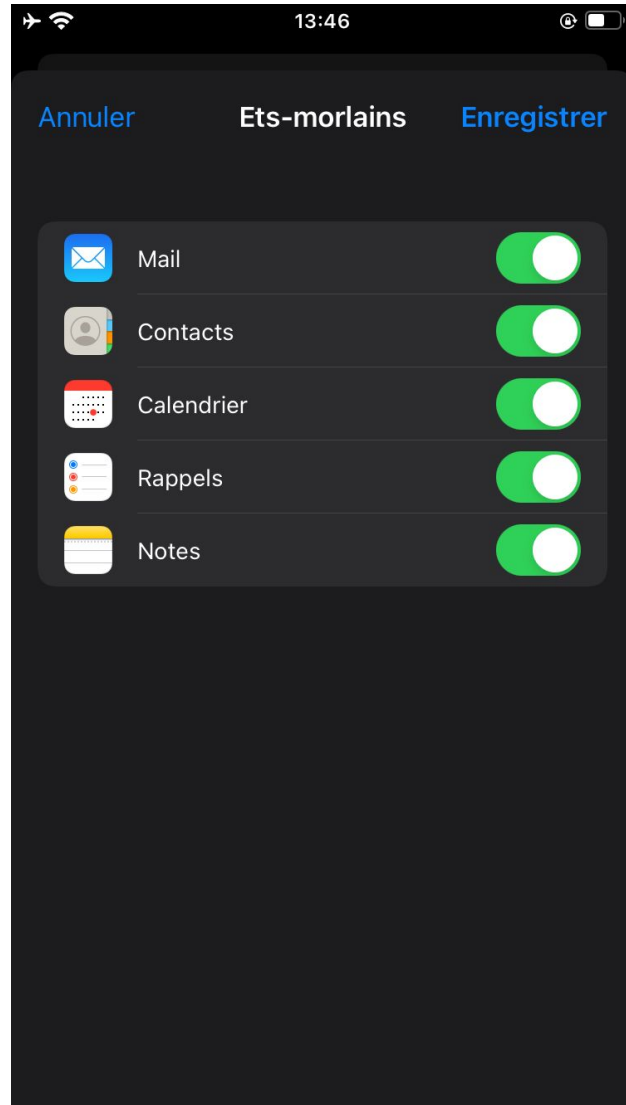 13:46
Annuler Ets-morlains Enregistrer
Mail
Contacts
Calendrier
Rappels
Notes